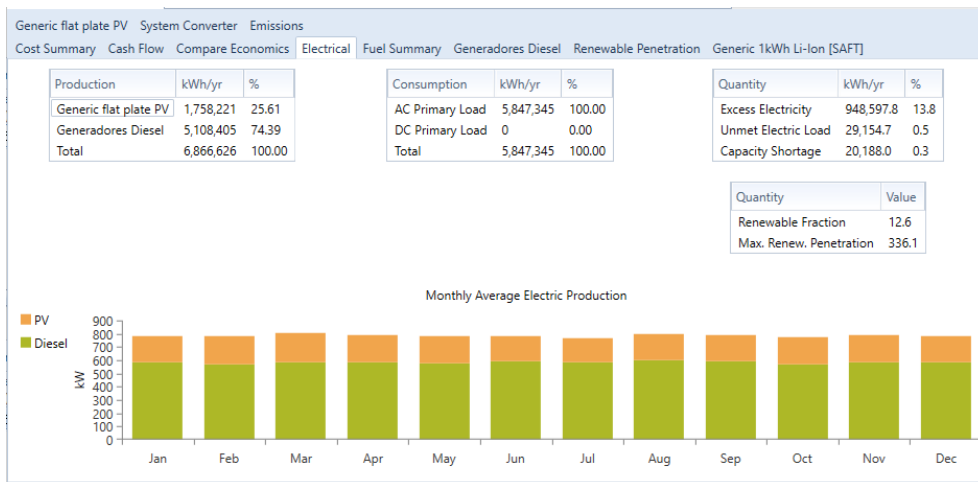 Generic flat plate PV System Converter Emissions
Cost Summary Cash Flow Compare Economics Electrical Fuel Summary Generadores Diesel Renewable Penetration Generic 1kWh Li-Ion [SAFT]
Production kWh/yr %
Generic flat plate PV 1,758,221 25.61
Generadores Diesel 5,108,405 74.39
Total 6,866,626 100.00
Consumption kWh/yr %
AC Primary Load 5,847,345 100.00
DC Primary Load 0 0.00
Total 5,847,345 100.00
Quantity kWh/yr %
Excess Electricity 948,597.8 13.8
Unmet Electric Load 29,154.7 0.5
Capacity Shortage 20,188.0 0.3
Quantity Value
Renewable Fraction 12.6
Max. Renew. Penetration 336.1
Monthly Average Electric Production
PV
Diesel
kW
900
800
700
600
500
400
300
200
100
0
Jan Feb Mar Apr May Jun Jul Aug Sep Oct Nov Dec